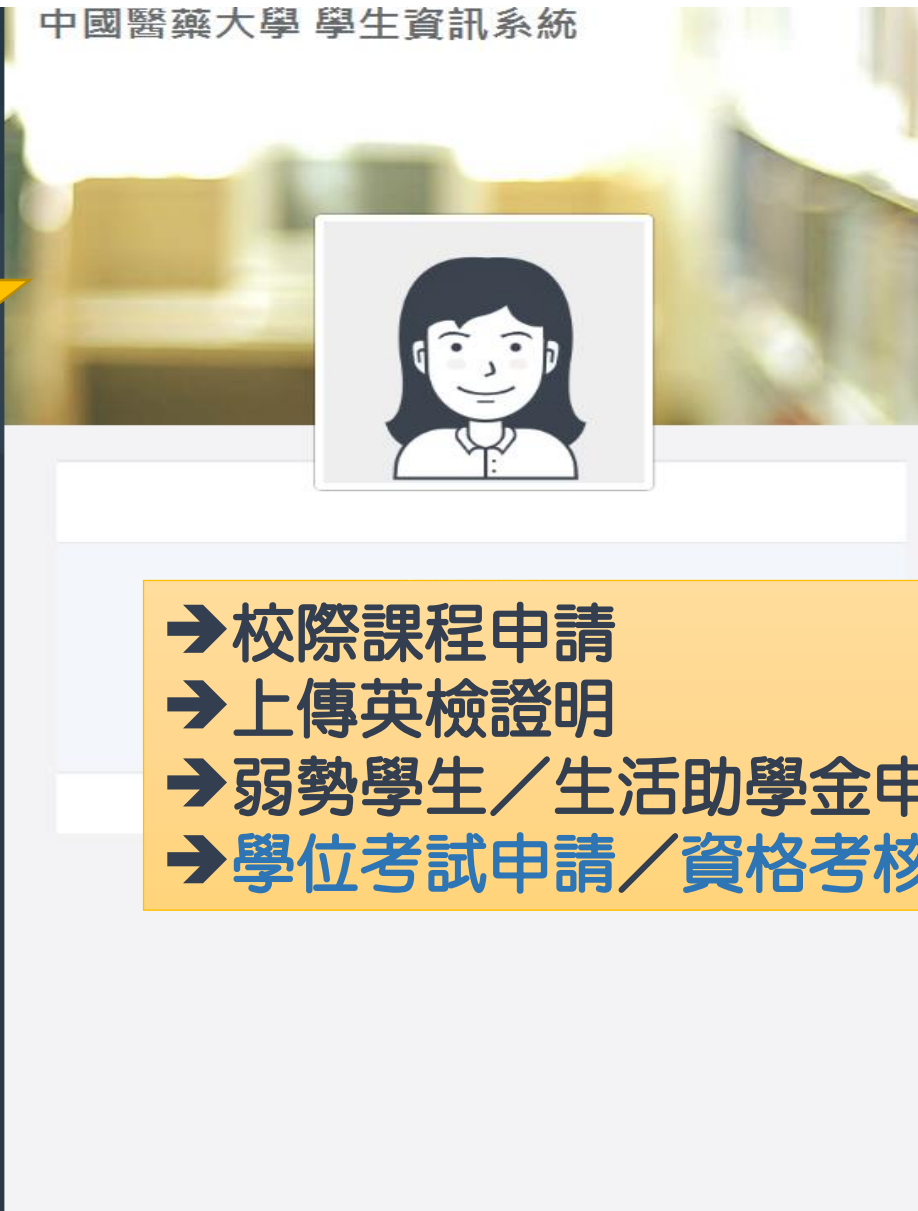 中國醫藥大學 學生資訊系統
➔校際課程申請
➔上傳英檢證明
➔弱勢學生／生活助學金申
➔學位考試申請／資格考核